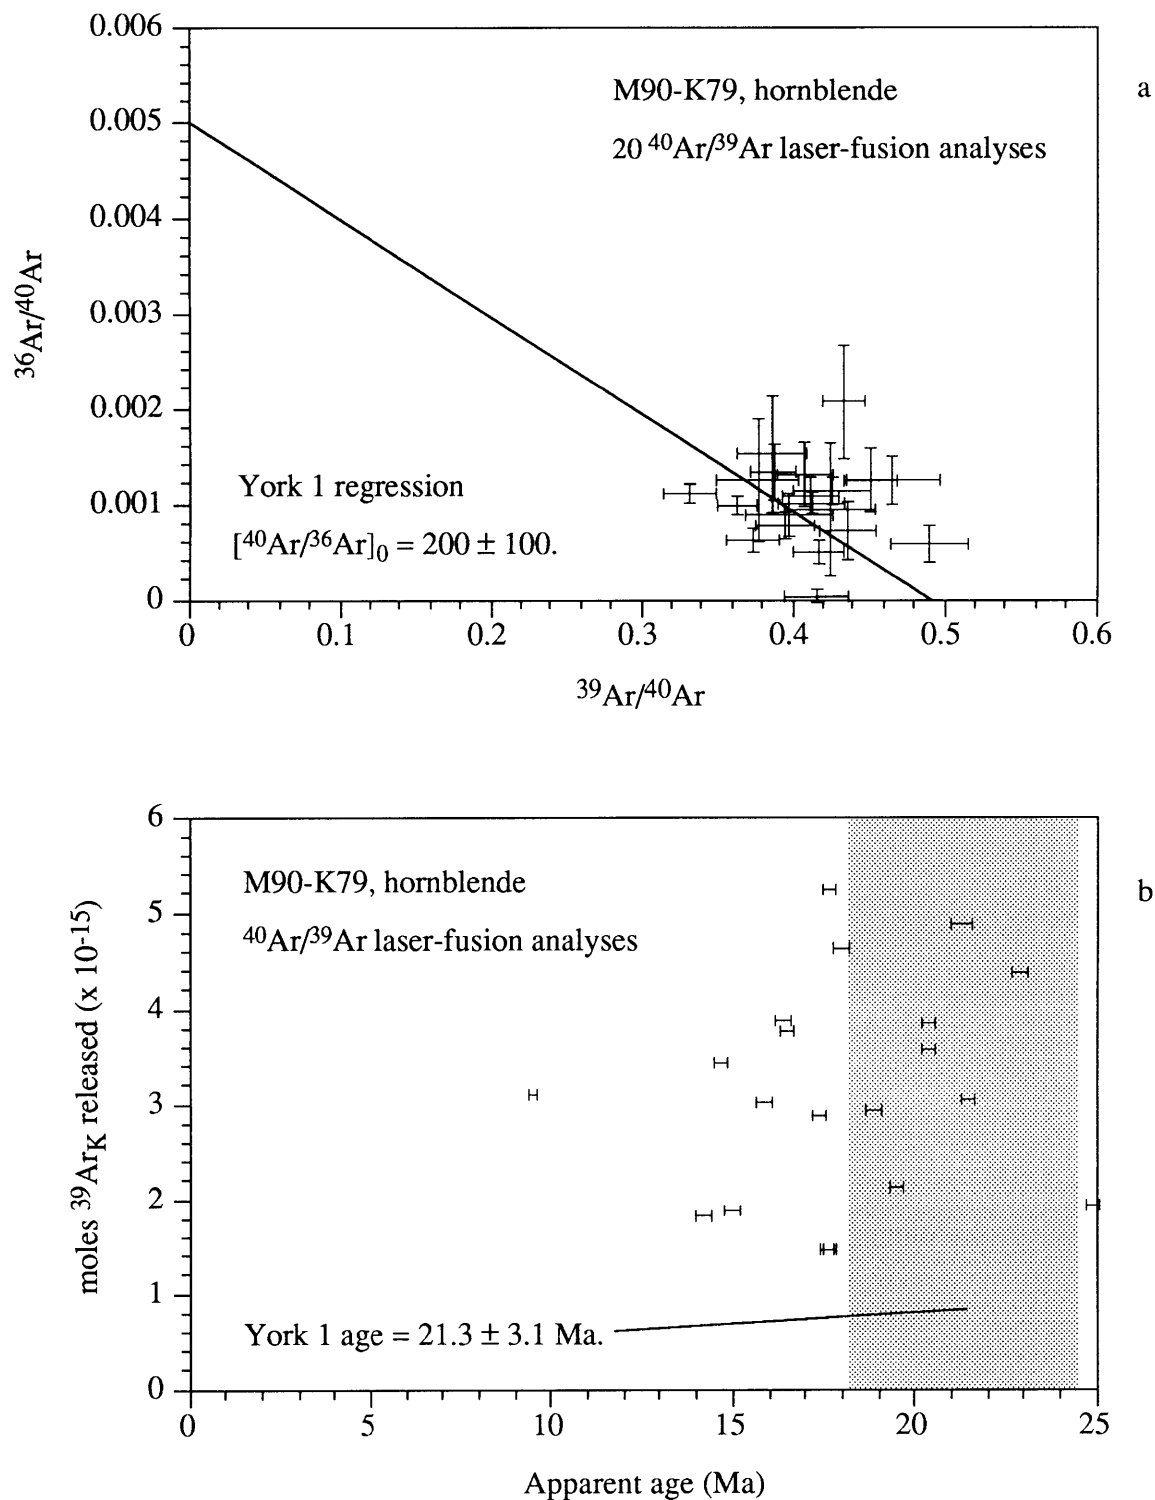 a
M90-K79, hornblende
20 40Ar/39Ar laser-fusion analyses
36Ar/40Ar
0.006
0.005
0.004
0.003
0.002
0.001
0
York 1 regression
[40Ar/36Ar]0 = 200 ± 100.
0 0.1 0.2 0.3 0.4 0.5 0.6
39Ar/40Ar
b
M90-K79, hornblende
40Ar/39Ar laser-fusion analyses
moles 39ArK released (x 10-15)
6
5
4
3
2
1
0
York 1 age = 21.3 ± 3.1 Ma.
0 5 10 15 20 25
Apparent age (Ma)